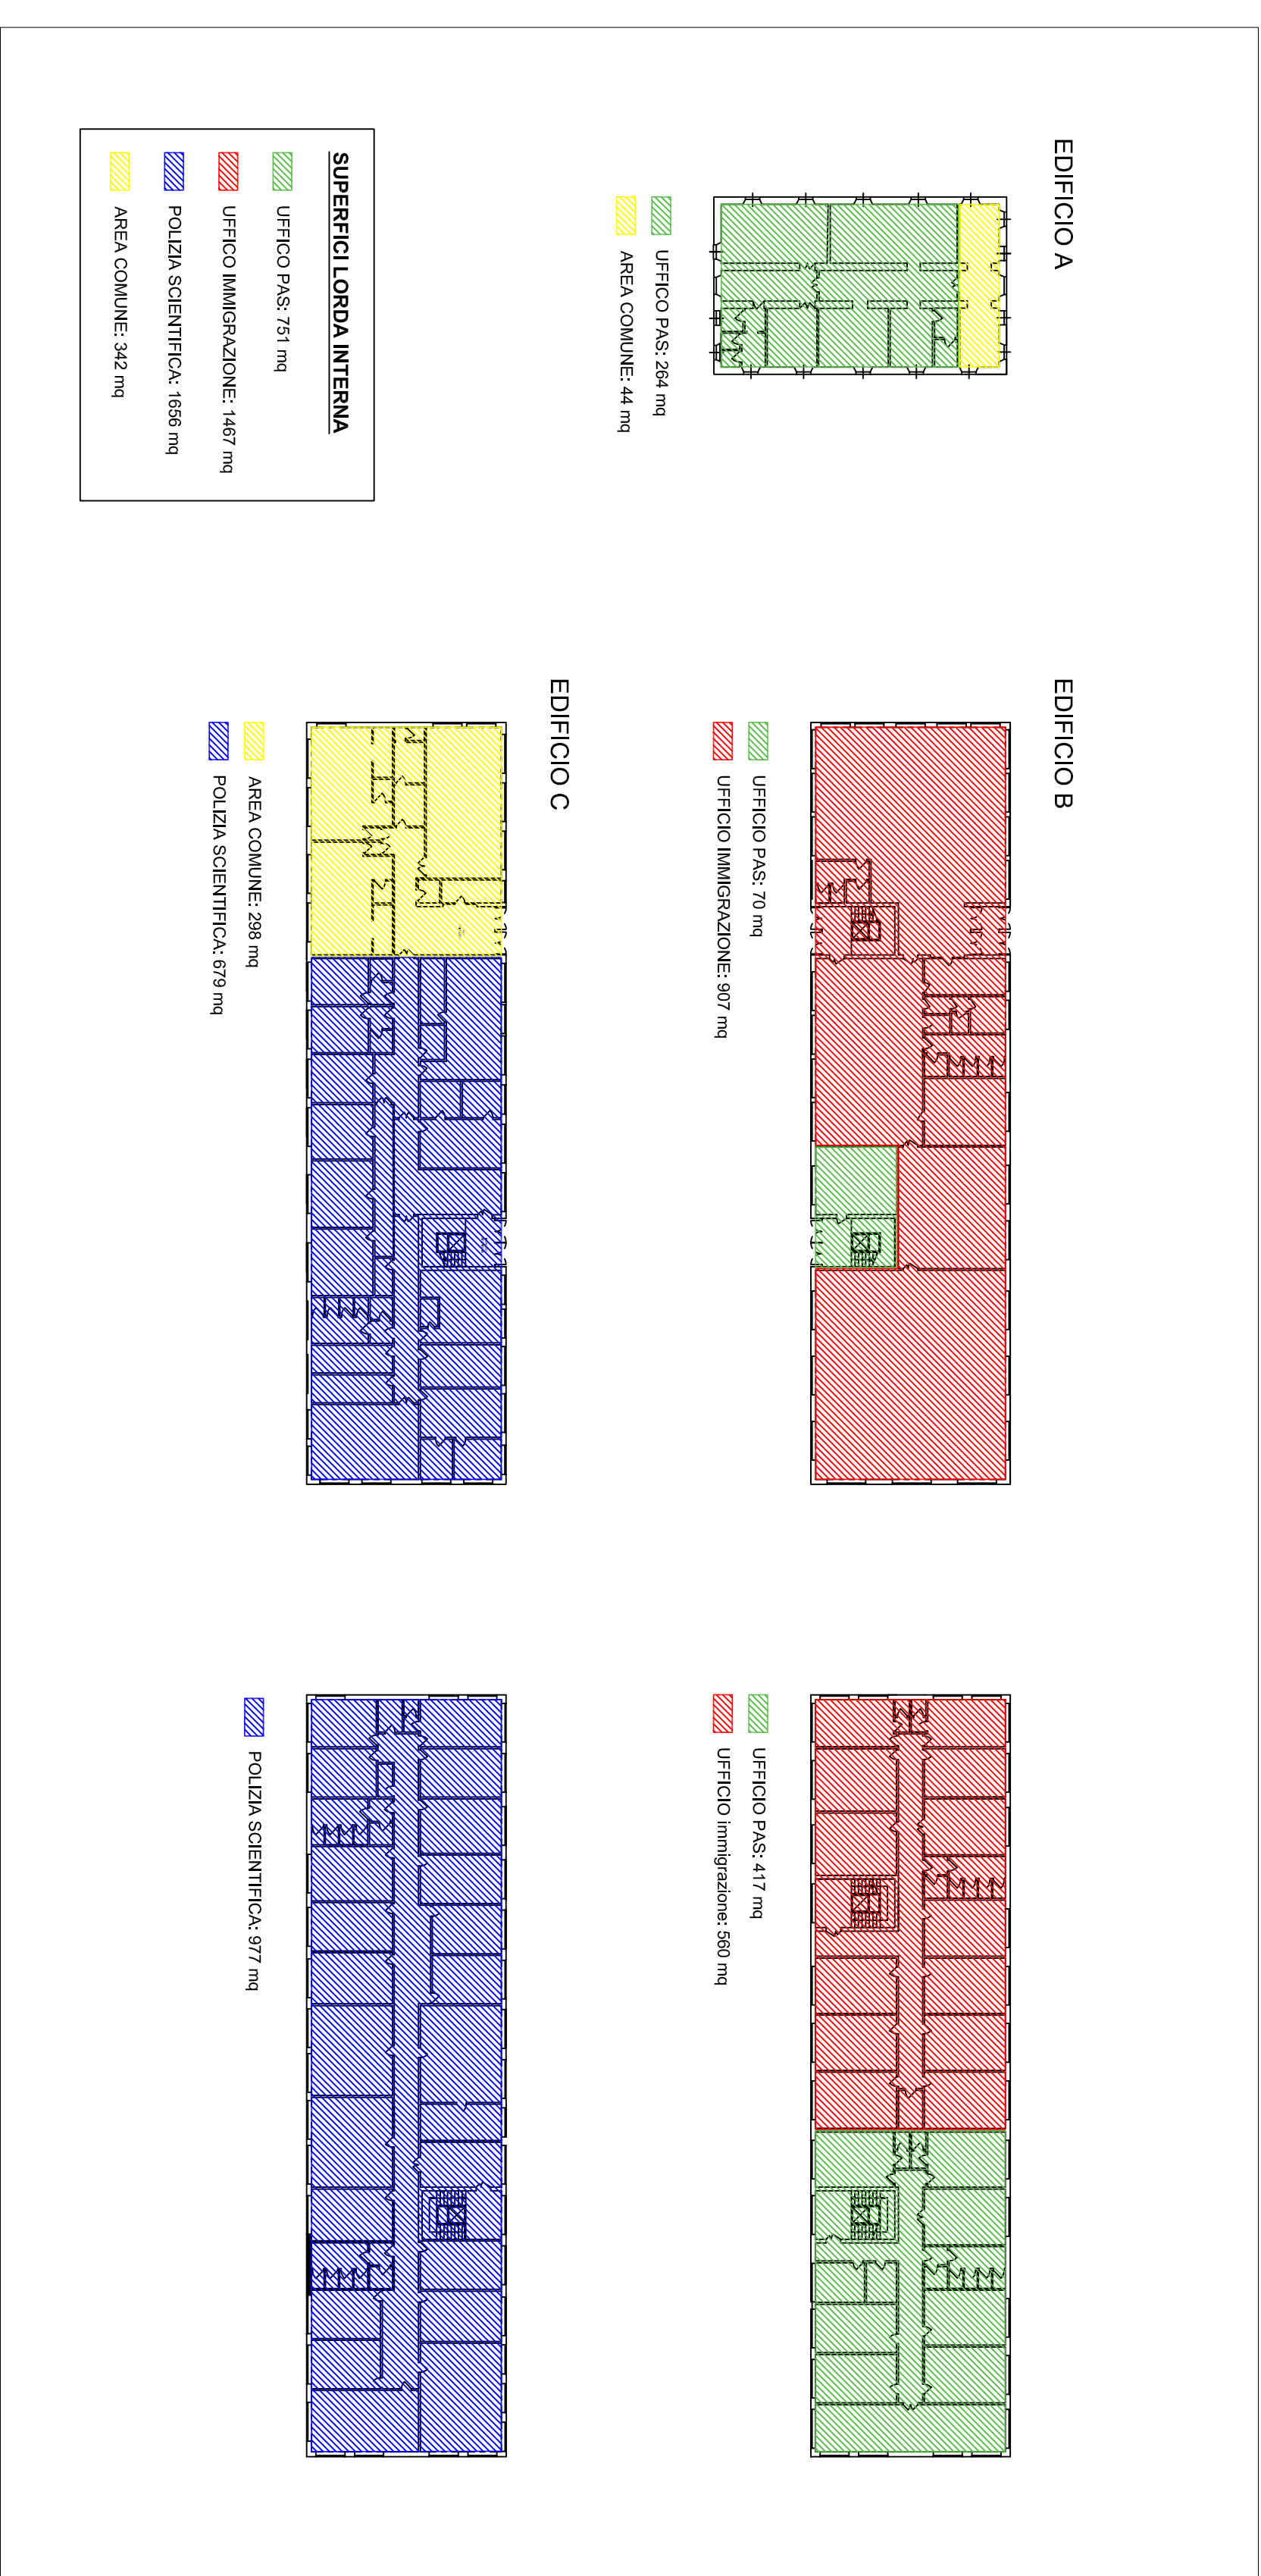 EDIFICIO A
UFFICO PAS: 264 mq
AREA COMUNE: 44 mq
EDIFICIO B
UFFICIO PAS: 70 mq
UFFICIO IMMIGRAZIONE: 907 mq
UFFICIO PAS: 417 mq
UFFICIO immigrazione: 560 mq
EDIFICIO C
AREA COMUNE: 298 mq
POLIZIA SCIENTIFICA: 679 mq
POLIZIA SCIENTIFICA: 977 mq
SUPERFICI LORDA INTERNA
UFFICO PAS: 751 mq
UFFICO IMMIGRAZIONE: 1467 mq
POLIZIA SCIENTIFICA: 1656 mq
AREA COMUNE: 342 mq